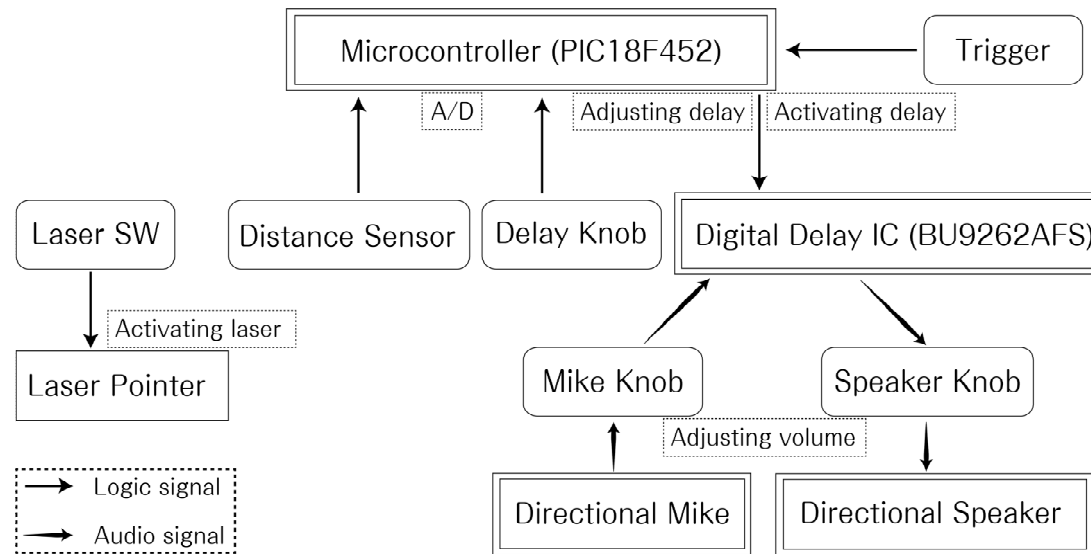 Microcontroller (PIC18F452)
Trigger
A/D
Adjusting delay
Activating delay
Laser SW
Distance Sensor
Delay Knob
Digital Delay IC (BU9262AFS)
Activating laser
Laser Pointer
Mike Knob
Speaker Knob
Adjusting volume
Logic signal
Audio signal
Directional Mike
Directional Speaker